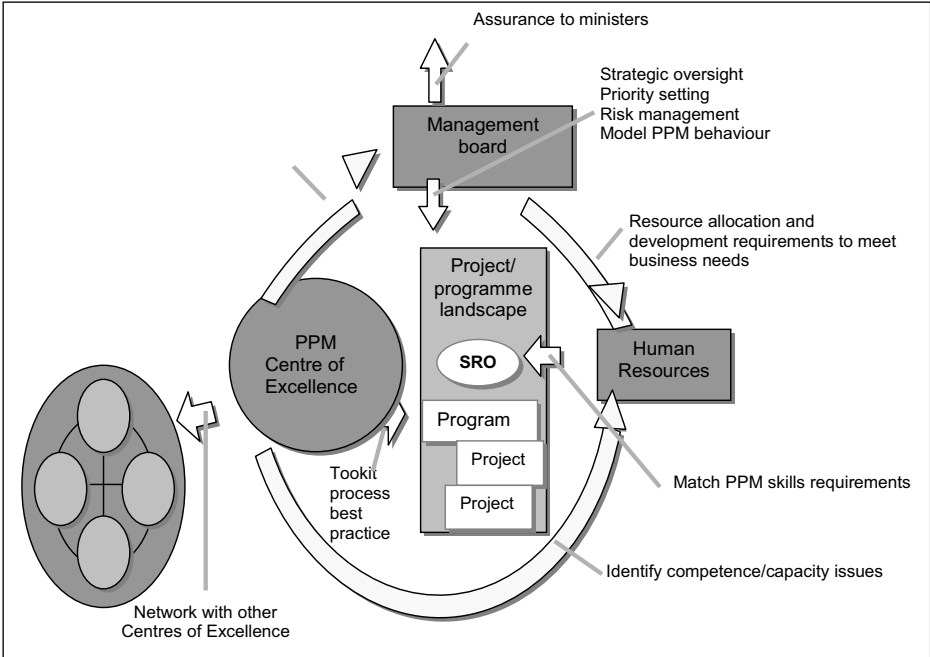 Assurance to ministers
Strategic oversight
Priority setting
Risk management
Model PPM behaviour
Management
board
Resource allocation and
development requirements to meet
business needs
Project/
programme
landscape
PPM
Centre of
Excellence
SRO
Human
Resources
Program
Project
Project
Tookit
process
best
practice
Match PPM skills requirements
Identify competence/capacity issues
Network with other
Centres of Excellence